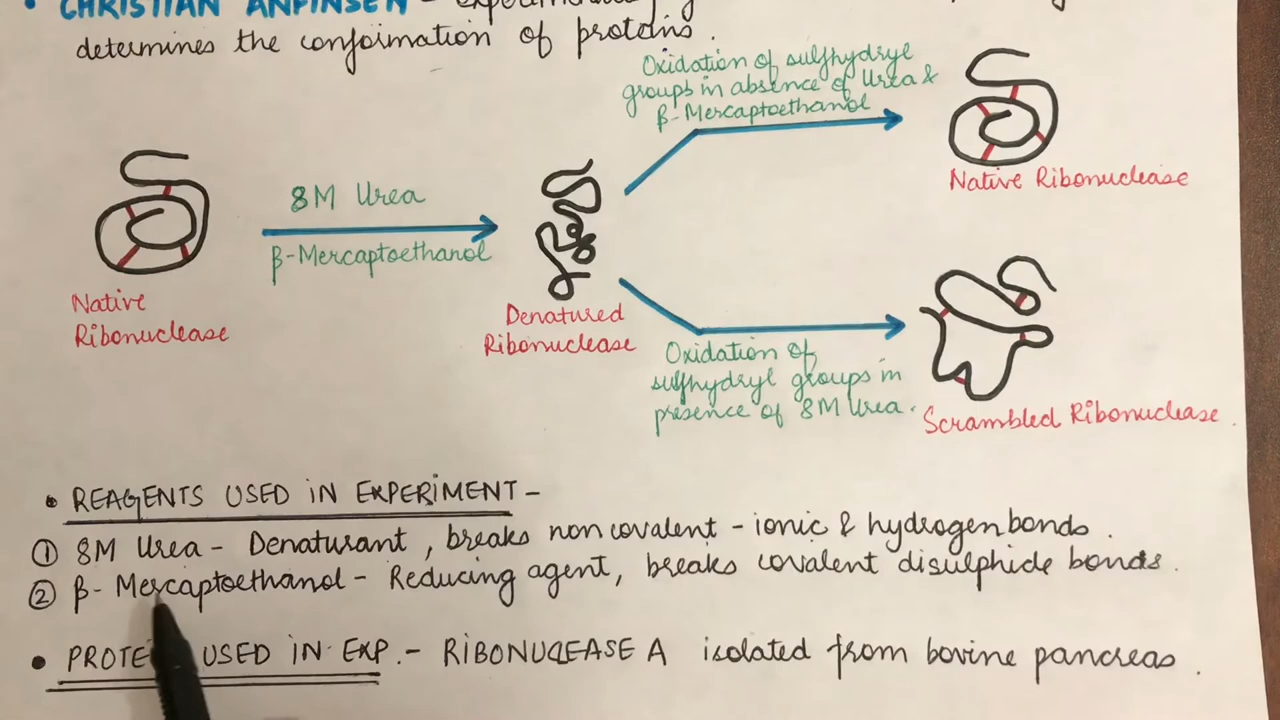 • CHRISTIAN ANFINSEN -
determines the conformation of proteins.
Oxidation of sulfhydryl
groups in absence of Urea &
β-Mercaptoethanol
Native Ribonuclease
8M Urea
β-Mercaptoethanol
Native
Ribonuclease
Denatured
Ribonuclease
Oxidation of
sulfhydryl groups in
presence of 8M Urea.
Scrambled Ribonuclease.
• REAGENTS USED IN EXPERIMENT -
① 8M Urea - Denaturant, breaks non covalent - ionic & hydrogen bonds.
② β- Mercaptoethanol - Reducing agent, breaks covalent disulphide bonds.
• USED IN EXP. - RIBONUCLEASE A isolated from bovine pancreas.